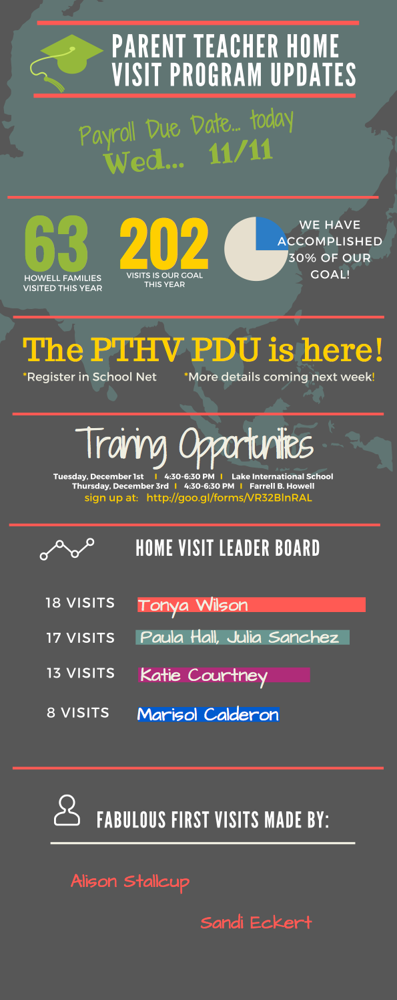 PARENT TEACHER HOME
VISIT PROGRAM UPDATES
Payroll Due Date... today
Wed... 11/11
63
HOWELL FAMILIES
VISITED THIS YEAR
202
VISITS IS OUR GOAL
THIS YEAR
WE HAVE
ACCOMPLISHED
30% OF OUR
GOAL!
The PTHV PDU is here!
*Register in School Net *More details coming next week!
Training Opportunities
Tuesday, December 1st | 4:30-6:30 PM | Lake International School
Thursday, December 3rd | 4:30-6:30 PM | Farrell B. Howell
sign up at: http://goo.gl/forms/VR32BlnRAL
HOME VISIT LEADER BOARD
18 VISITS Tonya Wilson
17 VISITS Paula Hall, Julia Sanchez
13 VISITS Katie Courtney
8 VISITS Marisol Calderon
FABULOUS FIRST VISITS MADE BY:
Alison Stallcup
Sandi Eckert